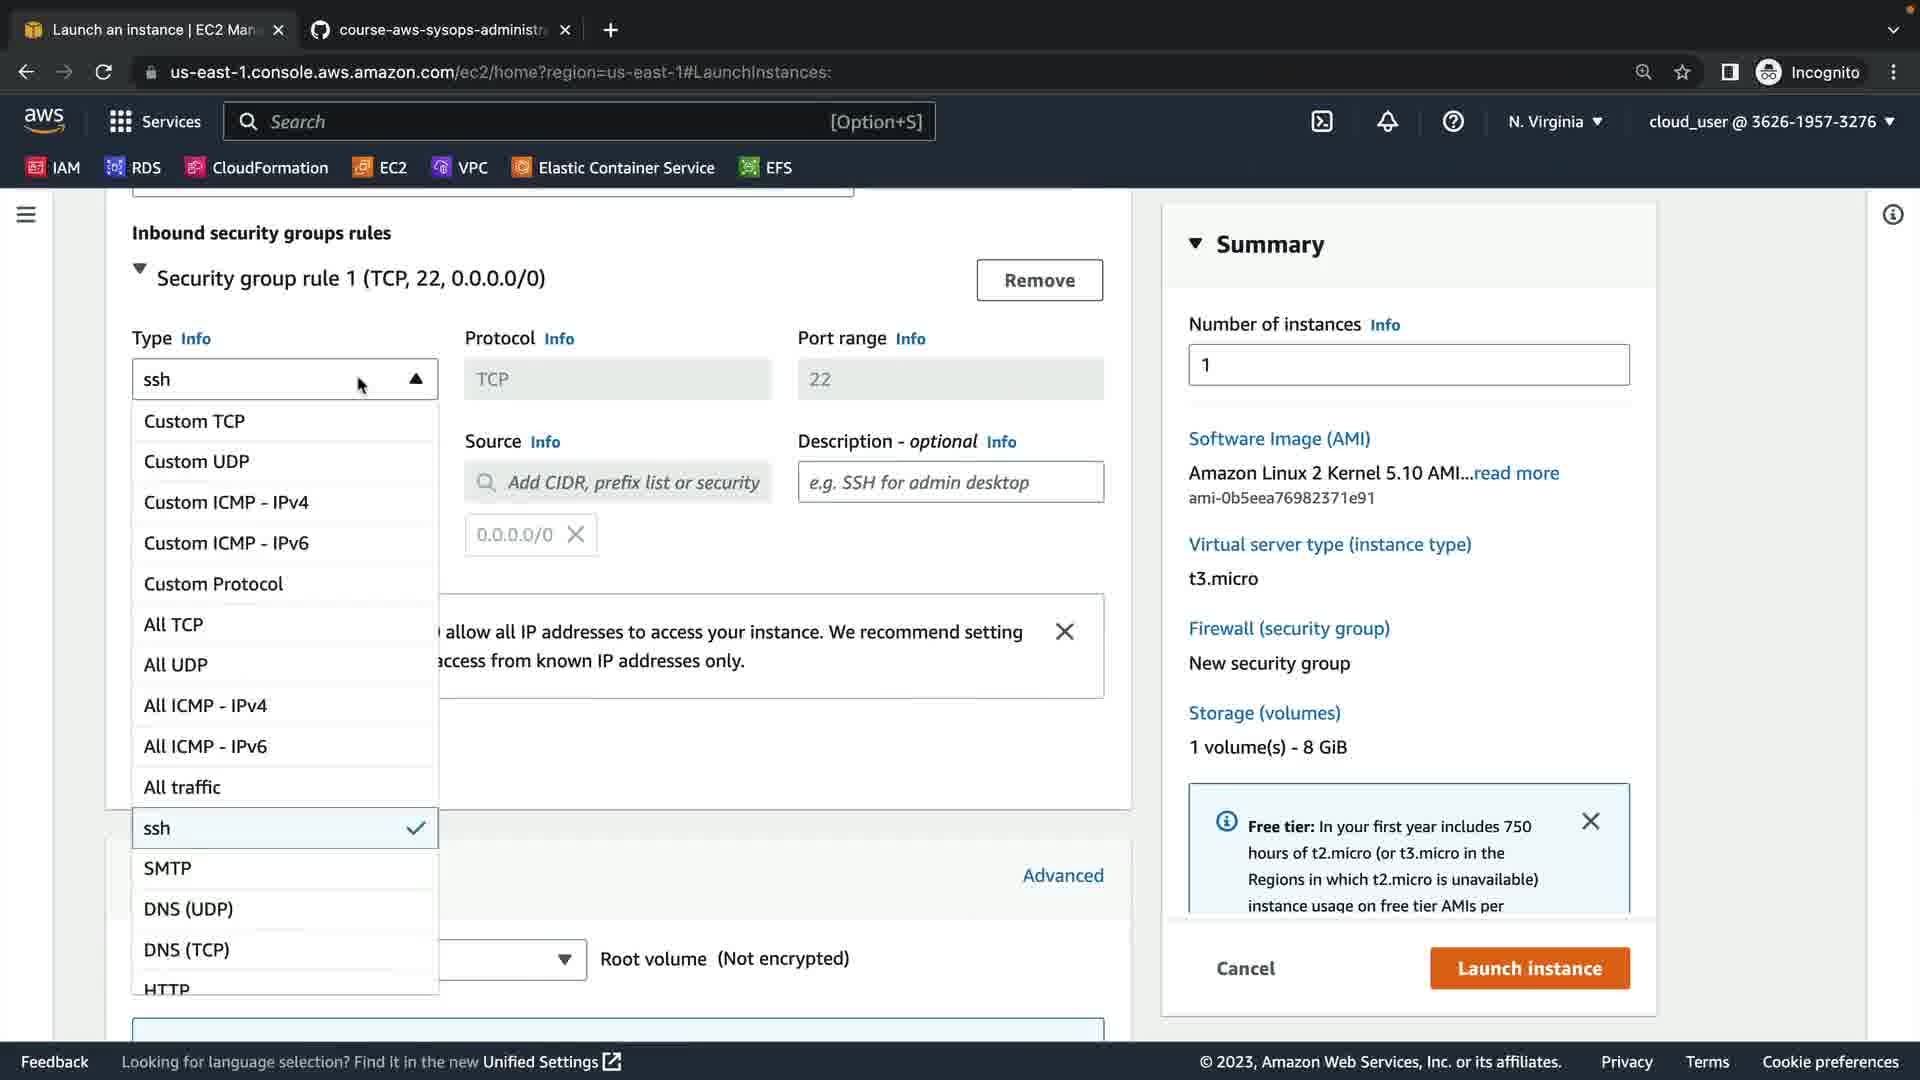 Launch an instance | EC2 Man
course-aws-sysops-administra
us-east-1.console.aws.amazon.com/ec2/home?region=us-east-1#LaunchInstances:
Incognito
aws
Services
Search
[Option+S]
N. Virginia
cloud_user @ 3626-1957-3276
IAM
RDS
CloudFormation
EC2
VPC
Elastic Container Service
EFS
Inbound security groups rules
Security group rule 1 (TCP, 22, 0.0.0.0/0)
Remove
Type Info
Protocol Info
Port range Info
ssh
TCP
22
Custom TCP
Custom UDP
Custom ICMP - IPv4
Custom ICMP - IPv6
Custom Protocol
All TCP
All UDP
All ICMP - IPv4
All ICMP - IPv6
All traffic
ssh
SMTP
DNS (UDP)
DNS (TCP)
HTTP
Source Info
Description - optional Info
Add CIDR, prefix list or security
e.g. SSH for admin desktop
0.0.0.0/0
allow all IP addresses to access your instance. We recommend setting
access from known IP addresses only.
Advanced
Root volume (Not encrypted)
Summary
Number of instances Info
1
Software Image (AMI)
Amazon Linux 2 Kernel 5.10 AMI...read more
ami-0b5eea76982371e91
Virtual server type (instance type)
t3.micro
Firewall (security group)
New security group
Storage (volumes)
1 volume(s) - 8 GiB
Free tier: In your first year includes 750
hours of t2.micro (or t3.micro in the
Regions in which t2.micro is unavailable)
instance usage on free tier AMIs per
Cancel
Launch instance
Feedback
Looking for language selection? Find it in the new Unified Settings
© 2023, Amazon Web Services, Inc. or its affiliates.
Privacy
Terms
Cookie preferences